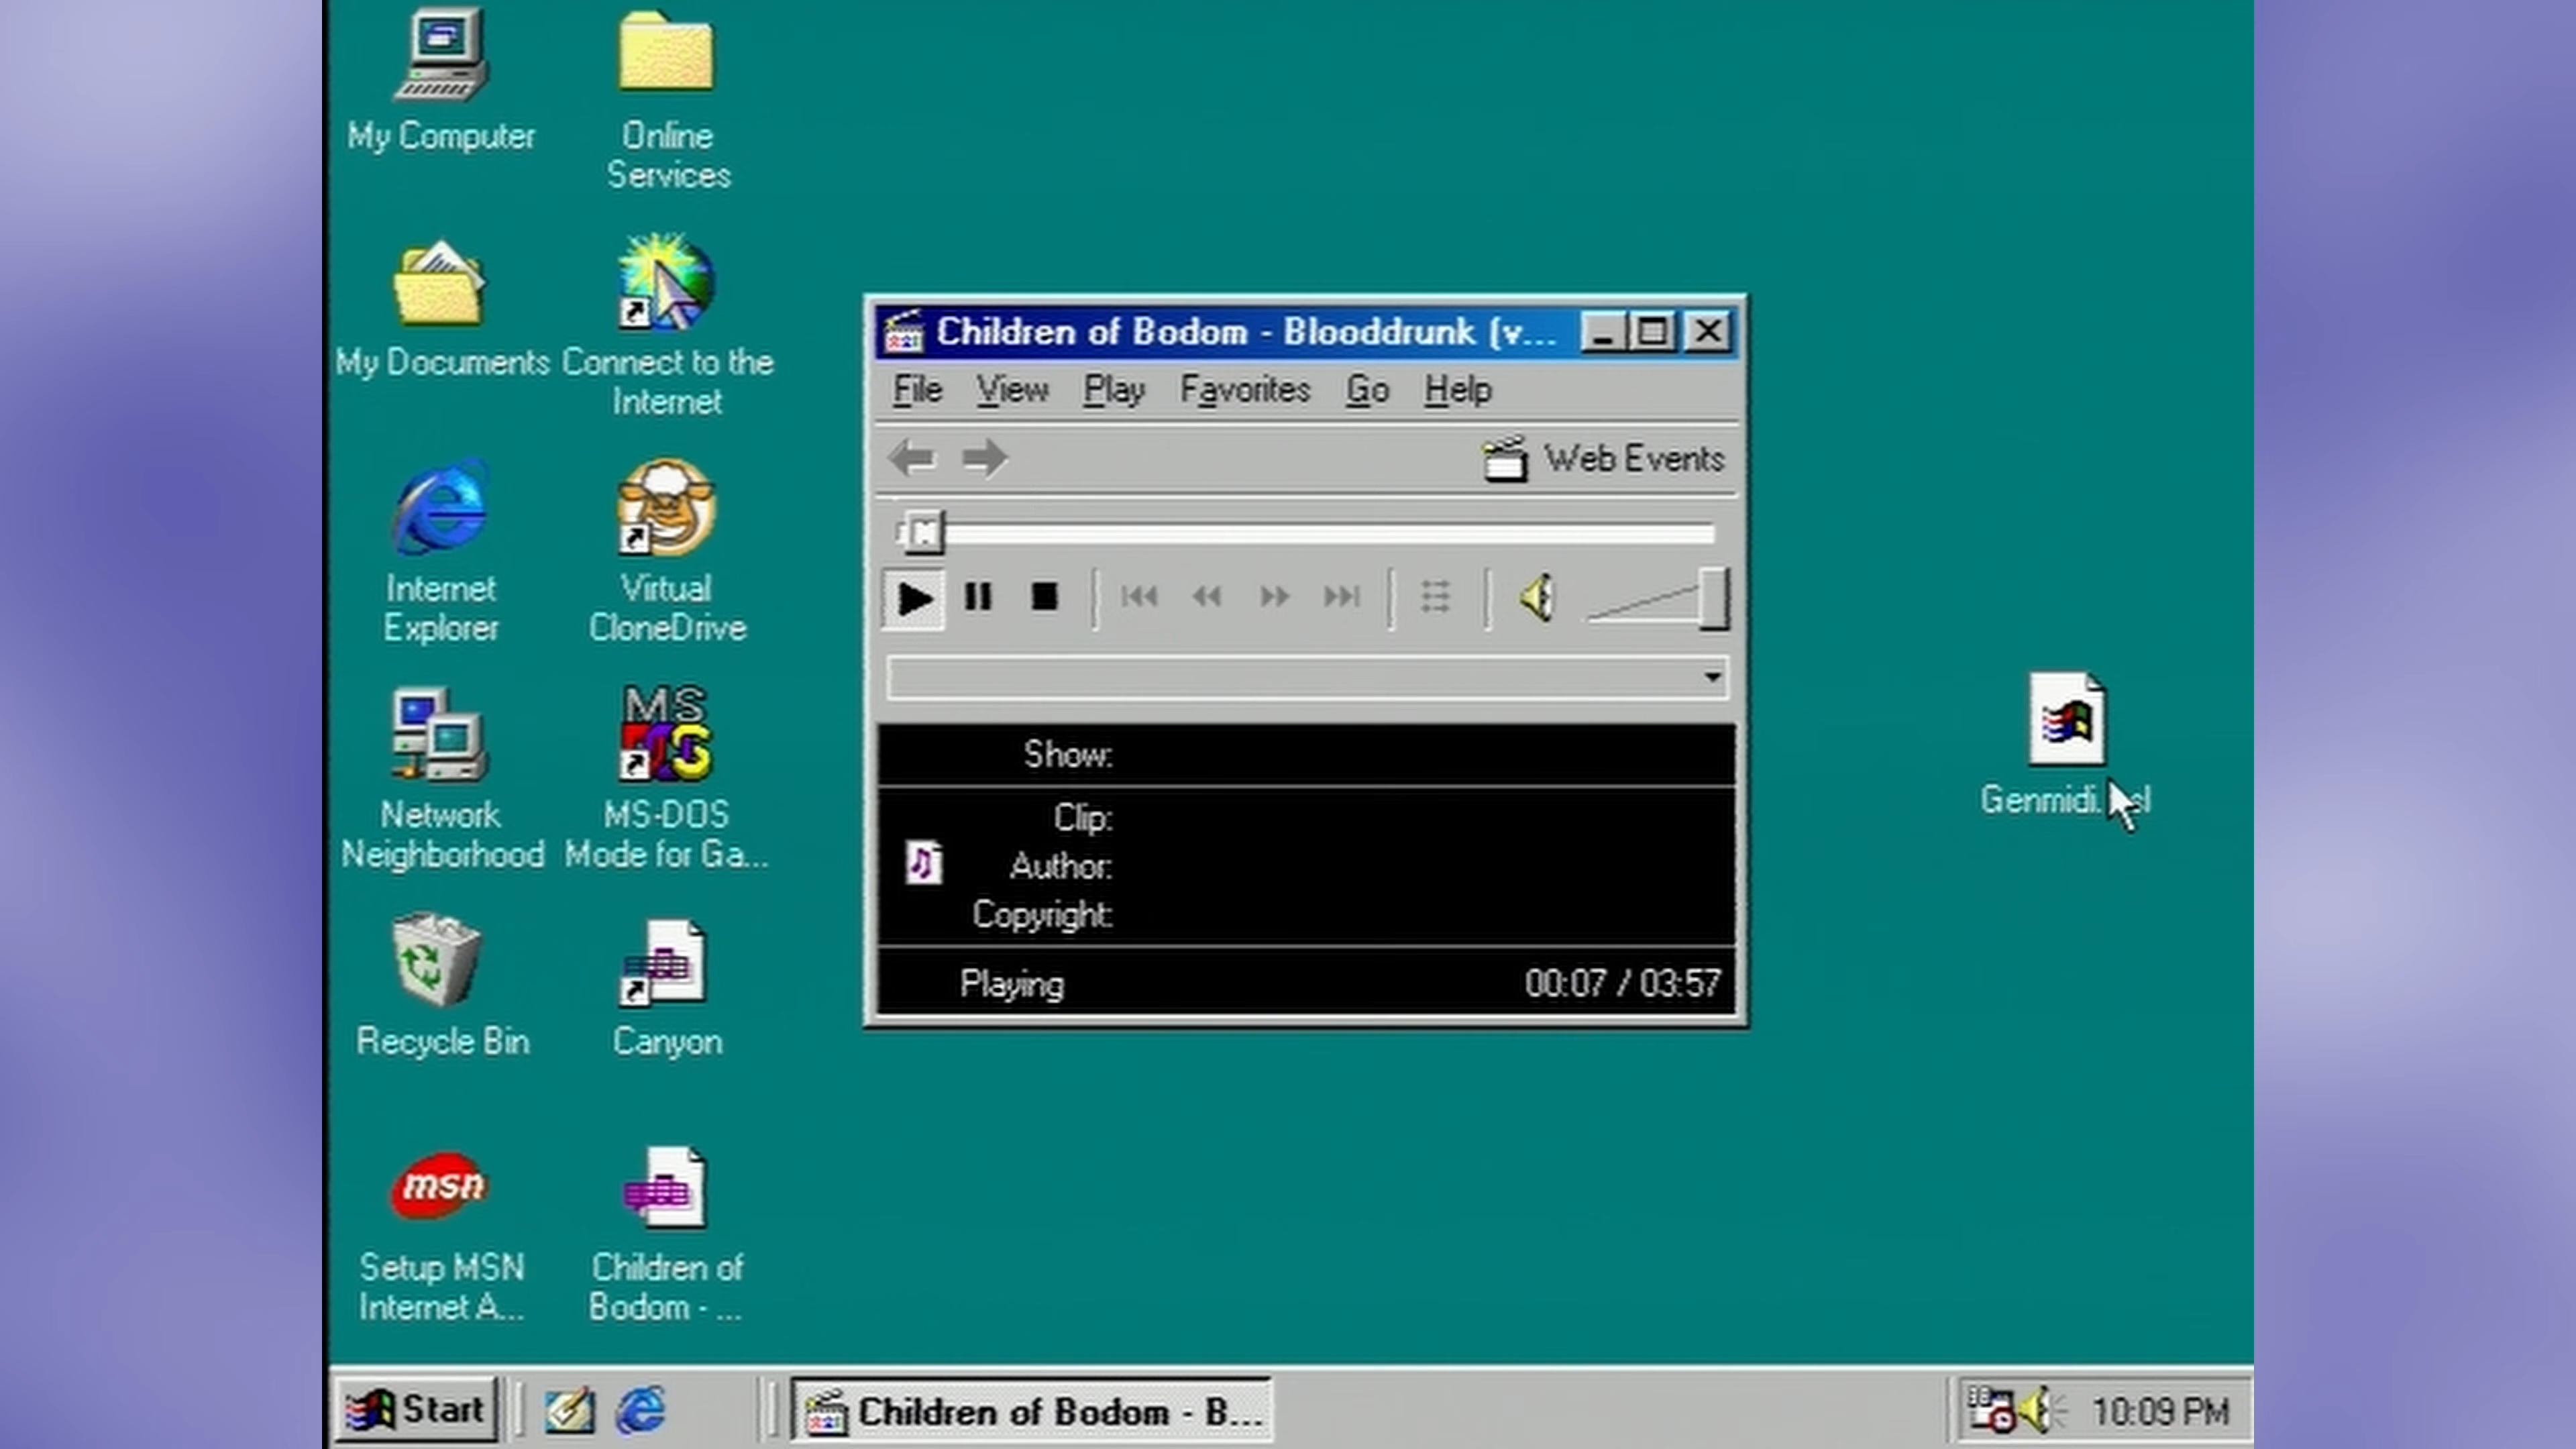 My Computer
Online
Services
My Documents
Connect to the
Internet
Internet
Explorer
Virtual
CloneDrive
Network
Neighborhood
MS
MS-DOS
Mode for Ga...
Recycle Bin
Canyon
msn
Setup MSN
Internet A...
Children of
Bodom - ...
Children of Bodom - Blooddrunk (v...
File View Play Favorites Go Help
Web Events
Show:
Clip:
Author:
Copyright:
Playing 00:07 / 03:57
Genmidi.
Start
Children of Bodom - B...
10:09 PM